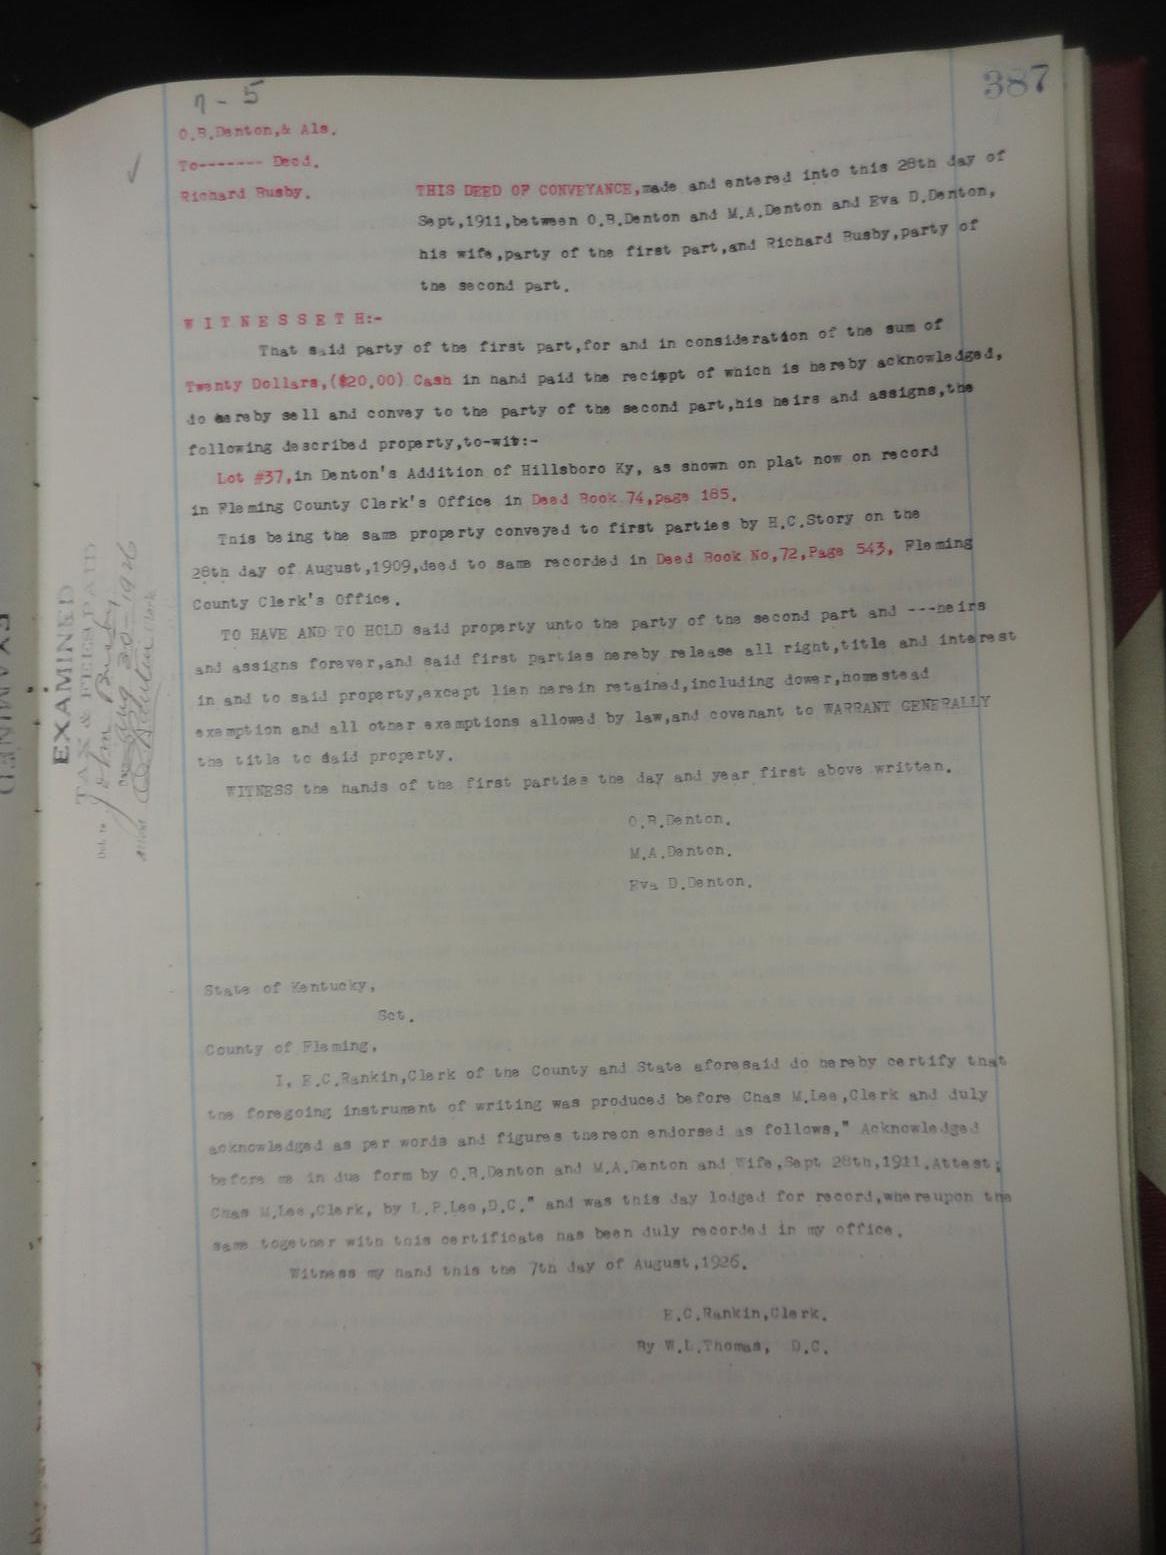 387
7 - 5
O.B.Denton,& Als.
To------- Deed.
Richard Busby.
THIS DEED OF CONVEYANCE,made and entered into this 28th day of
Sept,1911,between O.B.Denton and M.A.Denton and Eva D.Denton,
his wife,party of the first part,and Richard Busby,party of
the second part.
W I T N E S S E T H:-
That said party of the first part,for and in consideration of the sum of
Twenty Dollars,($20.00) Cash in hand paid the recippt of which is hereby acknowledged,
do hereby sell and convey to the party of the second part,his heirs and assigns,the
following described property,to-wit:-
Lot #37,in Denton's Addition of Hillsboro Ky, as shown on plat now on record
in Fleming County Clerk's Office in Deed Book 74,page 185.
This being the same property conveyed to first parties by H.C.Story on the
28th day of August,1909,deed to same recorded in Deed Book No,72,Page 543, Fleming
County Clerk's Office.
TO HAVE AND TO HOLD said property unto the party of the second part and ---heirs
and assigns forever,and said first parties hereby release all right,title and interest
in and to said property,except lien herein retained,including dower,homestead
exemption and all other exemptions allowed by law,and covenant to WARRANT GENERALLY
the title to said property.
WITNESS the hands of the first parties the day and year first above written.
O.B.Denton.
M.A.Denton.
Eva D.Denton.
State of Kentucky,
Sct.
County of Fleming,
I, E.C.Rankin,Clerk of the County and State aforesaid do hereby certify that
the foregoing instrument of writing was produced before Chas M.Lee,Clerk and duly
acknowledged as per words and figures thereon endorsed as follows," Acknowledged
before me in due form by O.B.Denton and M.A.Denton and Wife,Sept 28th,1911,Attest;
Chas M.Lee,Clerk, by L.P.Lee,D.C." and was this day lodged for record,whereupon the
same together with this certificate has been duly recorded in my office.
Witness my hand this the 7th day of August,1926.
E.C.Rankin,Clerk.
By W.L.Thomas, D.C.
EXAMINED
TAX & FEES PAID
Del. to John Busby
Aug 30-1926
EXAMINED